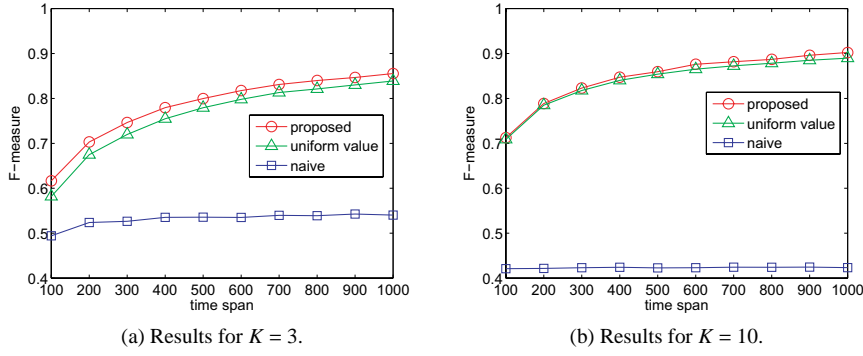 1
0.9
0.8
0.7
0.6
0.5
0.4
F−measure
proposed
uniform value
naive
100 200 300 400 500 600 700 800 900 1000
time span
(a) Results for K = 3.
1
0.9
0.8
0.7
0.6
0.5
0.4
F−measure
proposed
uniform value
naive
100 200 300 400 500 600 700 800 900 1000
time span
(b) Results for K = 10.